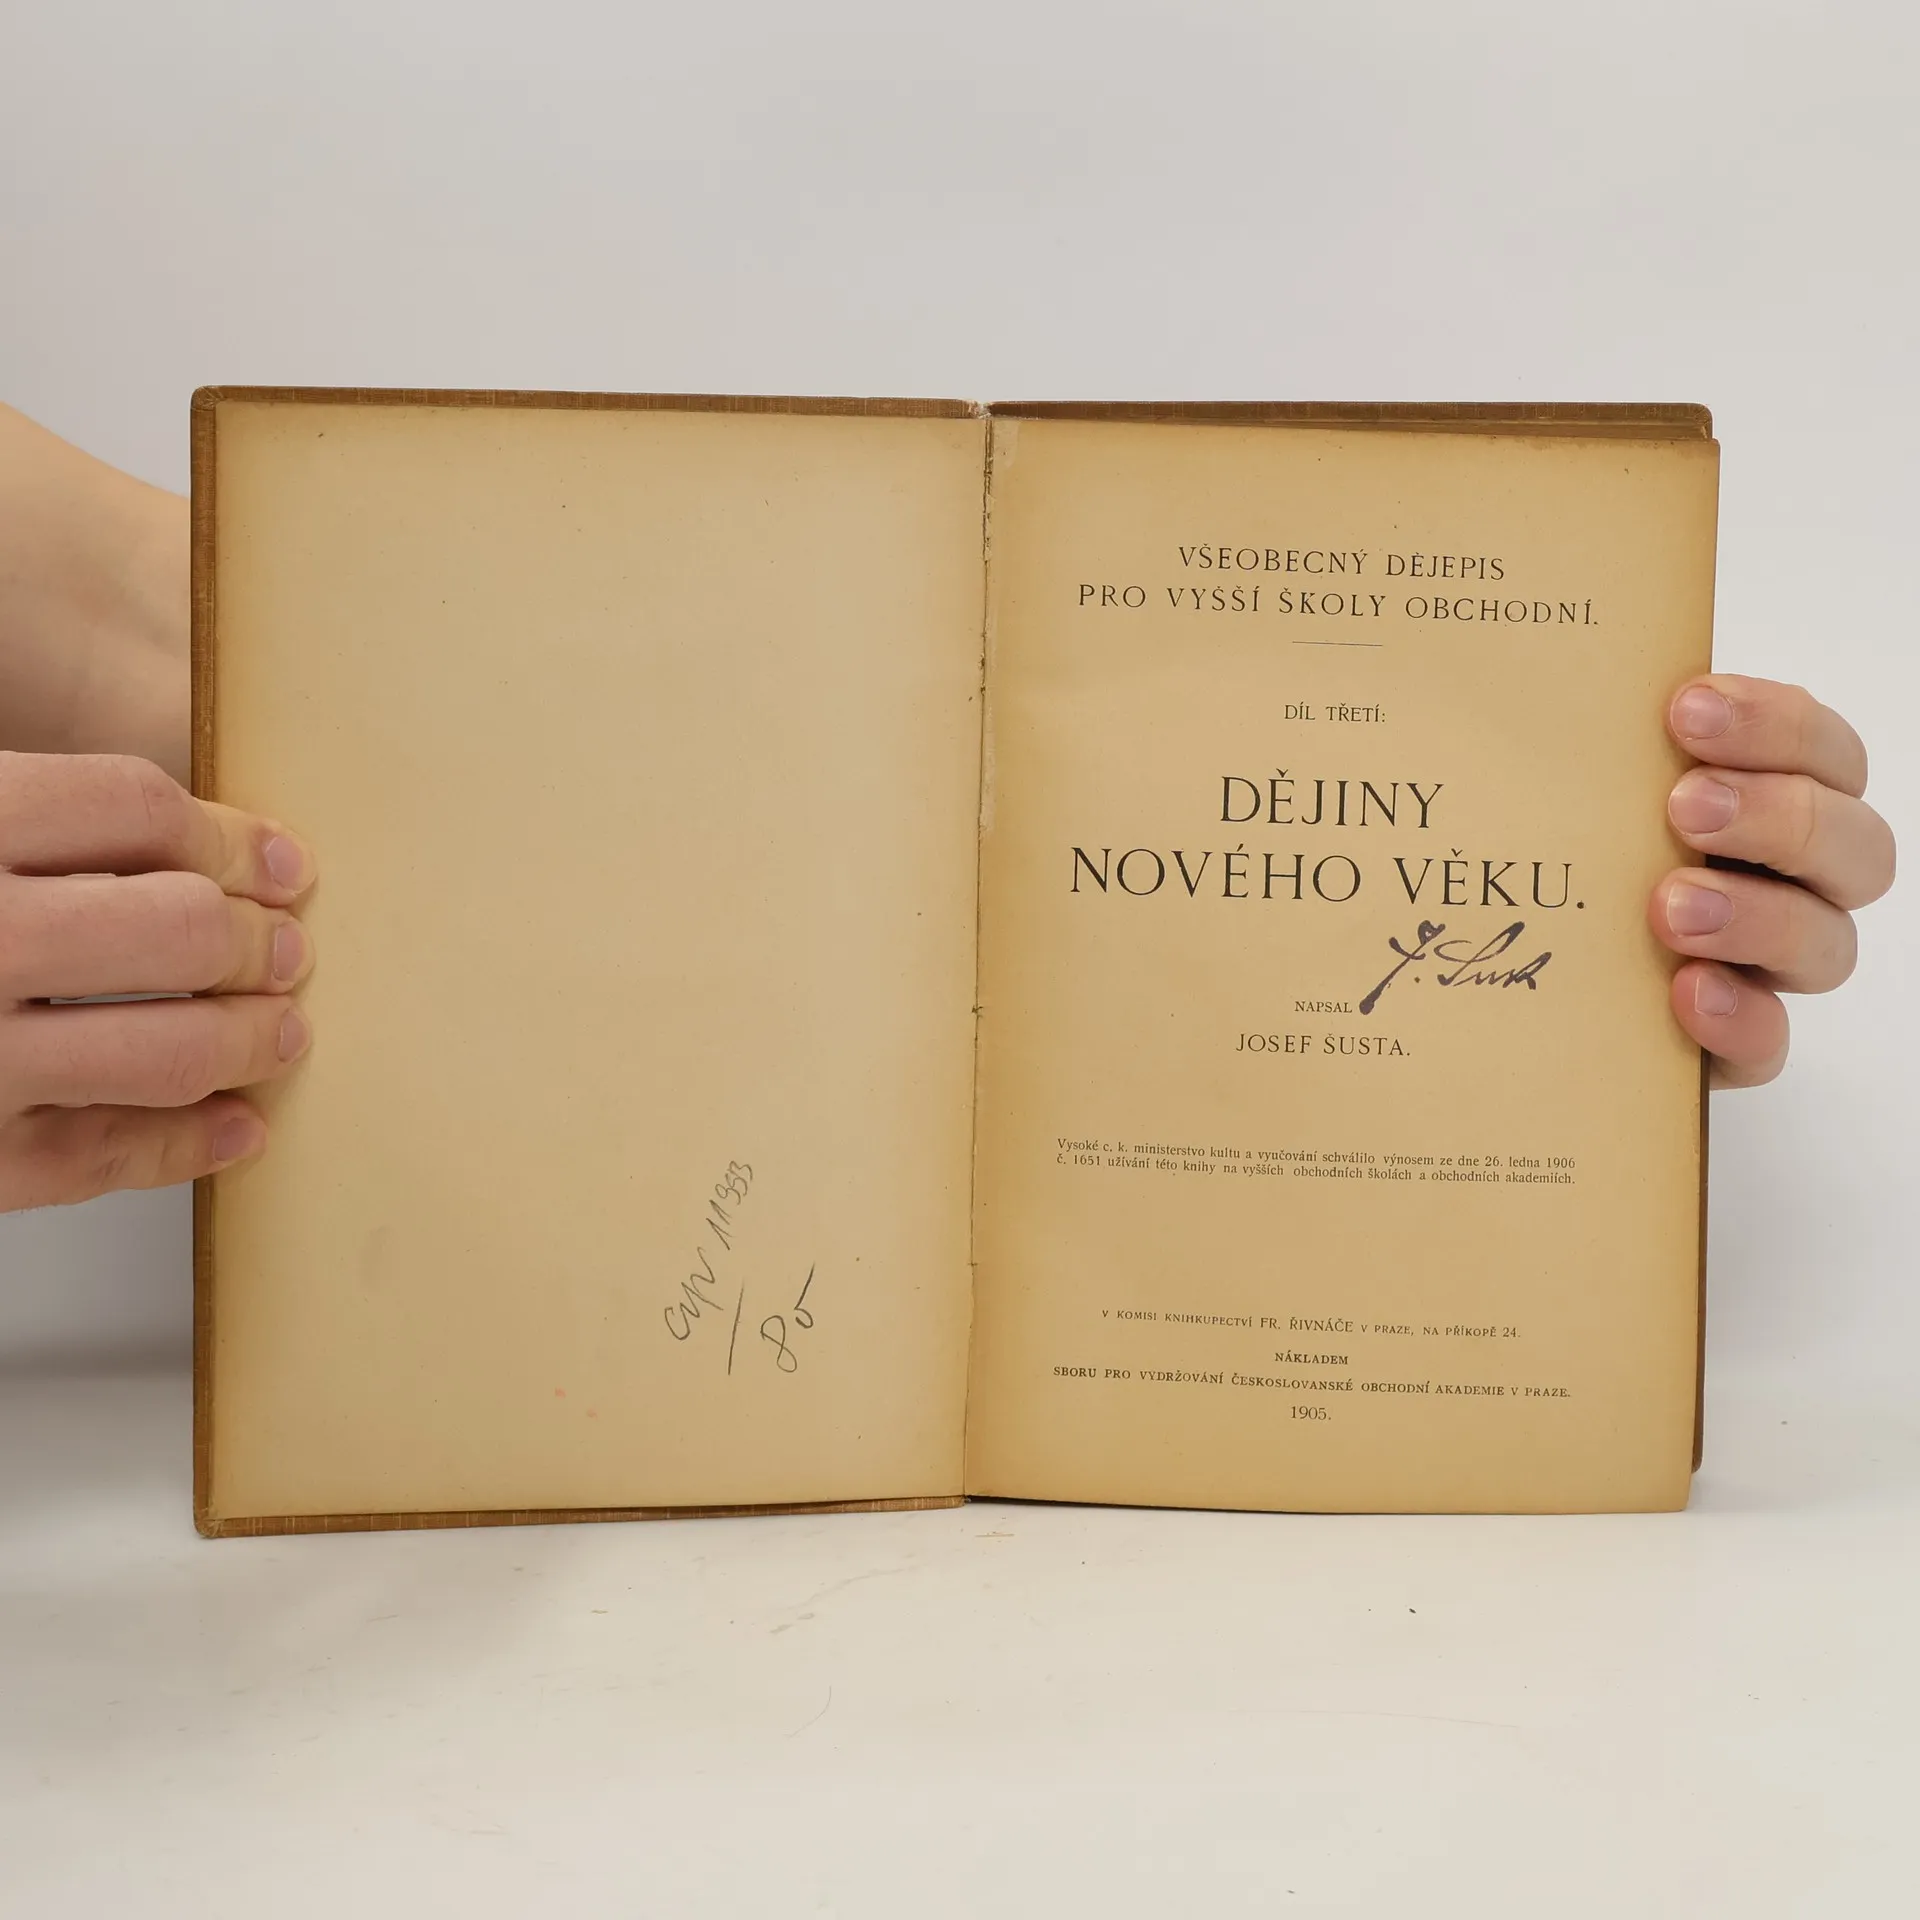 11933
80
VŠEOBECNÝ DĚJEPIS
PRO VYŠŠÍ ŠKOLY OBCHODNÍ.
DÍL TŘETÍ:
DĚJINY
NOVÉHO VĚKU.
NAPSAL
JOSEF ŠUSTA.
Vysoké c. k. ministerstvo kultu a vyučování schválilo výnosem ze dne 26. ledna 1906
č. 1651 užívání této knihy na vyšších obchodních školách a obchodních akademiích.
V KOMISI KNIHKUPECTVÍ FR. ŘIVNÁČE V PRAZE, NA PŘÍKOPĚ 24.
NÁKLADEM
SBORU PRO VYDRŽOVÁNÍ ČESKOSLOVANSKÉ OBCHODNÍ AKADEMIE V PRAZE.
1905.